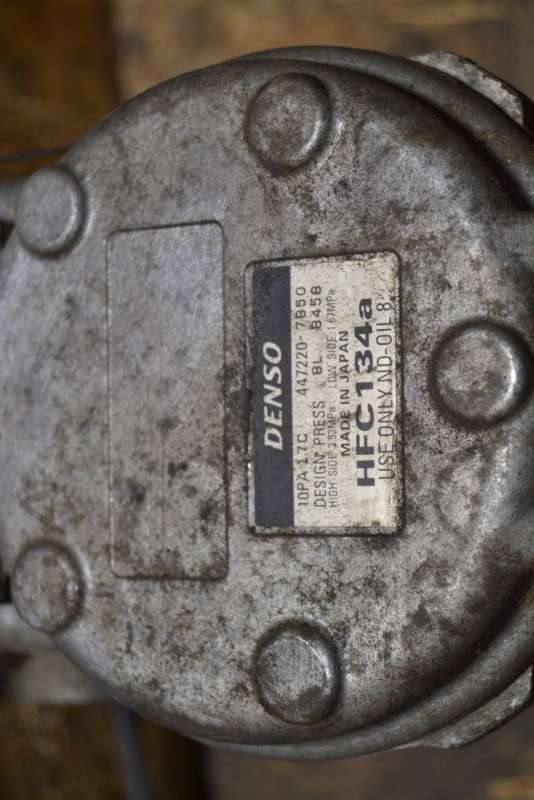 DENSO
10PA17C 447220-7850
DESIGN PRESS 8L 8458
HIGH SIDE 3.53MPa LOW SIDE 1.67MPa
MADE IN JAPAN
HFC134a
USE ONLY ND-OIL 8